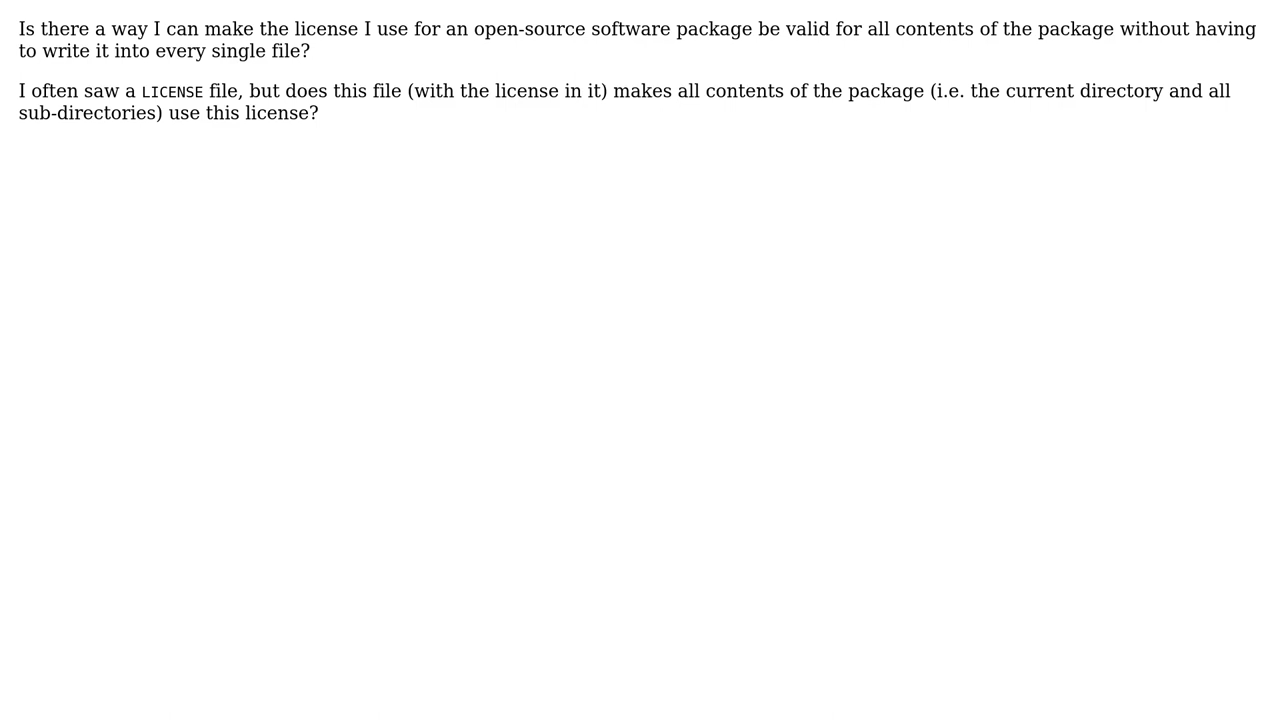 Is there a way I can make the license I use for an open-source software package be valid for all contents of the package without having
to write it into every single file?
I often saw a LICENSE file, but does this file (with the license in it) makes all contents of the package (i.e. the current directory and all
sub-directories) use this license?